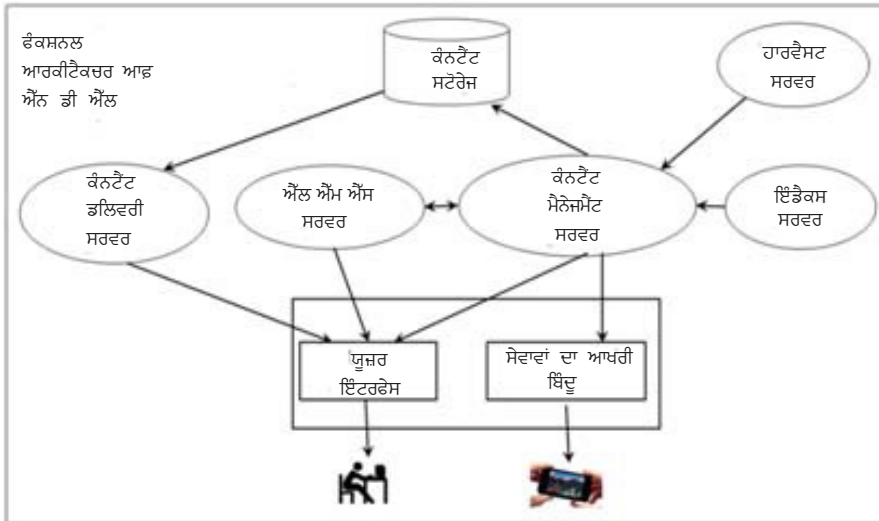 ਫੰਕਸ਼ਨਲ
ਆਰਕੀਟੈਕਚਰ ਆਫ਼
ਐੱਨ ਡੀ ਐੱਲ
ਕੰਨਟੈਂਟ
ਸਟੋਰੇਜ
ਹਾਰਵੈਸਟ
ਸਰਵਰ
ਕੰਨਟੈਂਟ
ਡਲਿਵਰੀ
ਸਰਵਰ
ਐੱਲ ਐੱਮ ਐੱਸ
ਸਰਵਰ
ਕੰਨਟੈਂਟ
ਮੈਨੇਜਮੈਂਟ
ਸਰਵਰ
ਇੰਡੈਕਸ
ਸਰਵਰ
ਯੂਜ਼ਰ
ਇੰਟਰਫੇਸ
ਸੇਵਾਵਾਂ ਦਾ ਆਖਰੀ
ਬਿੰਦੂ